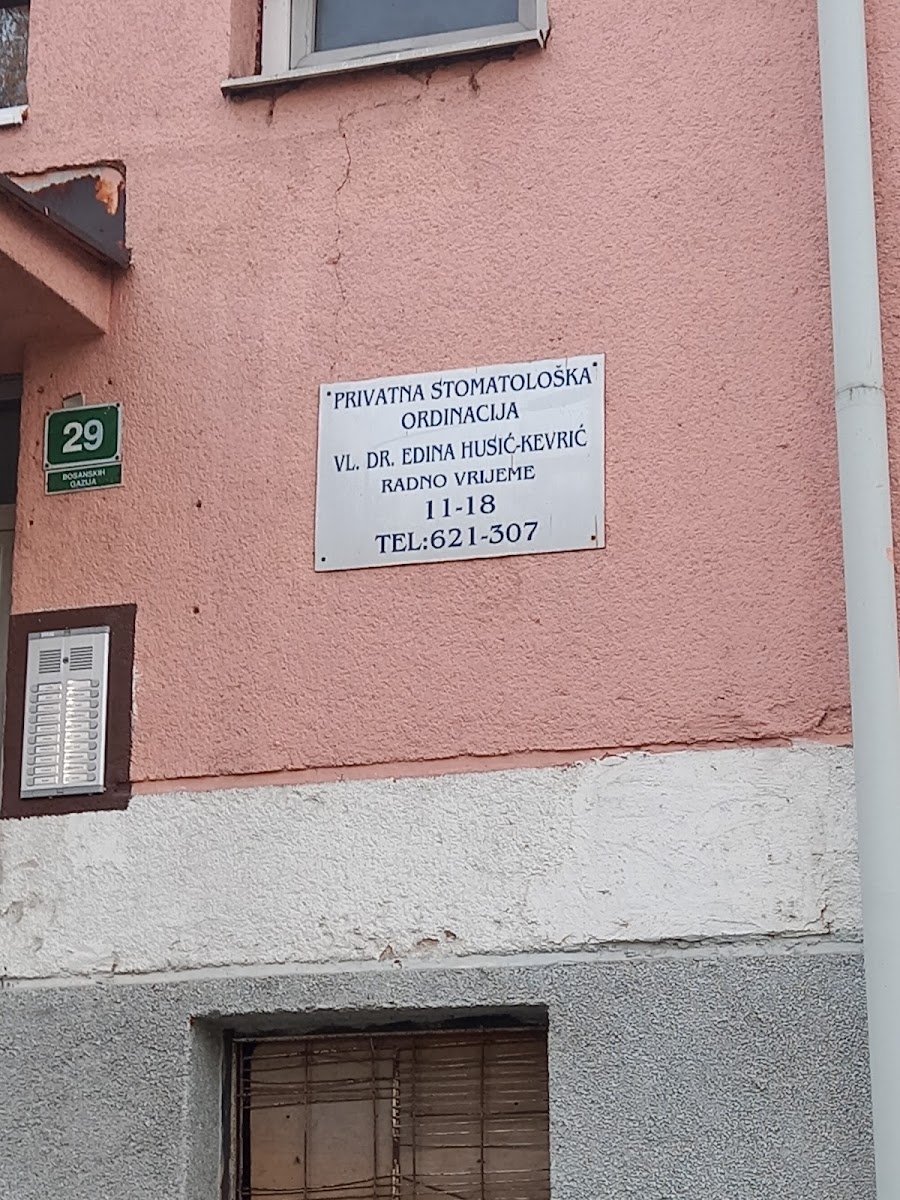 PRIVATNA STOMATOLOŠKA
ORDINACIJA
VL. DR. EDINA HUSIĆ-KEVRIĆ
RADNO VRIJEME
11-18
TEL:621-307
29
BOSANSKIH
GAZIJA